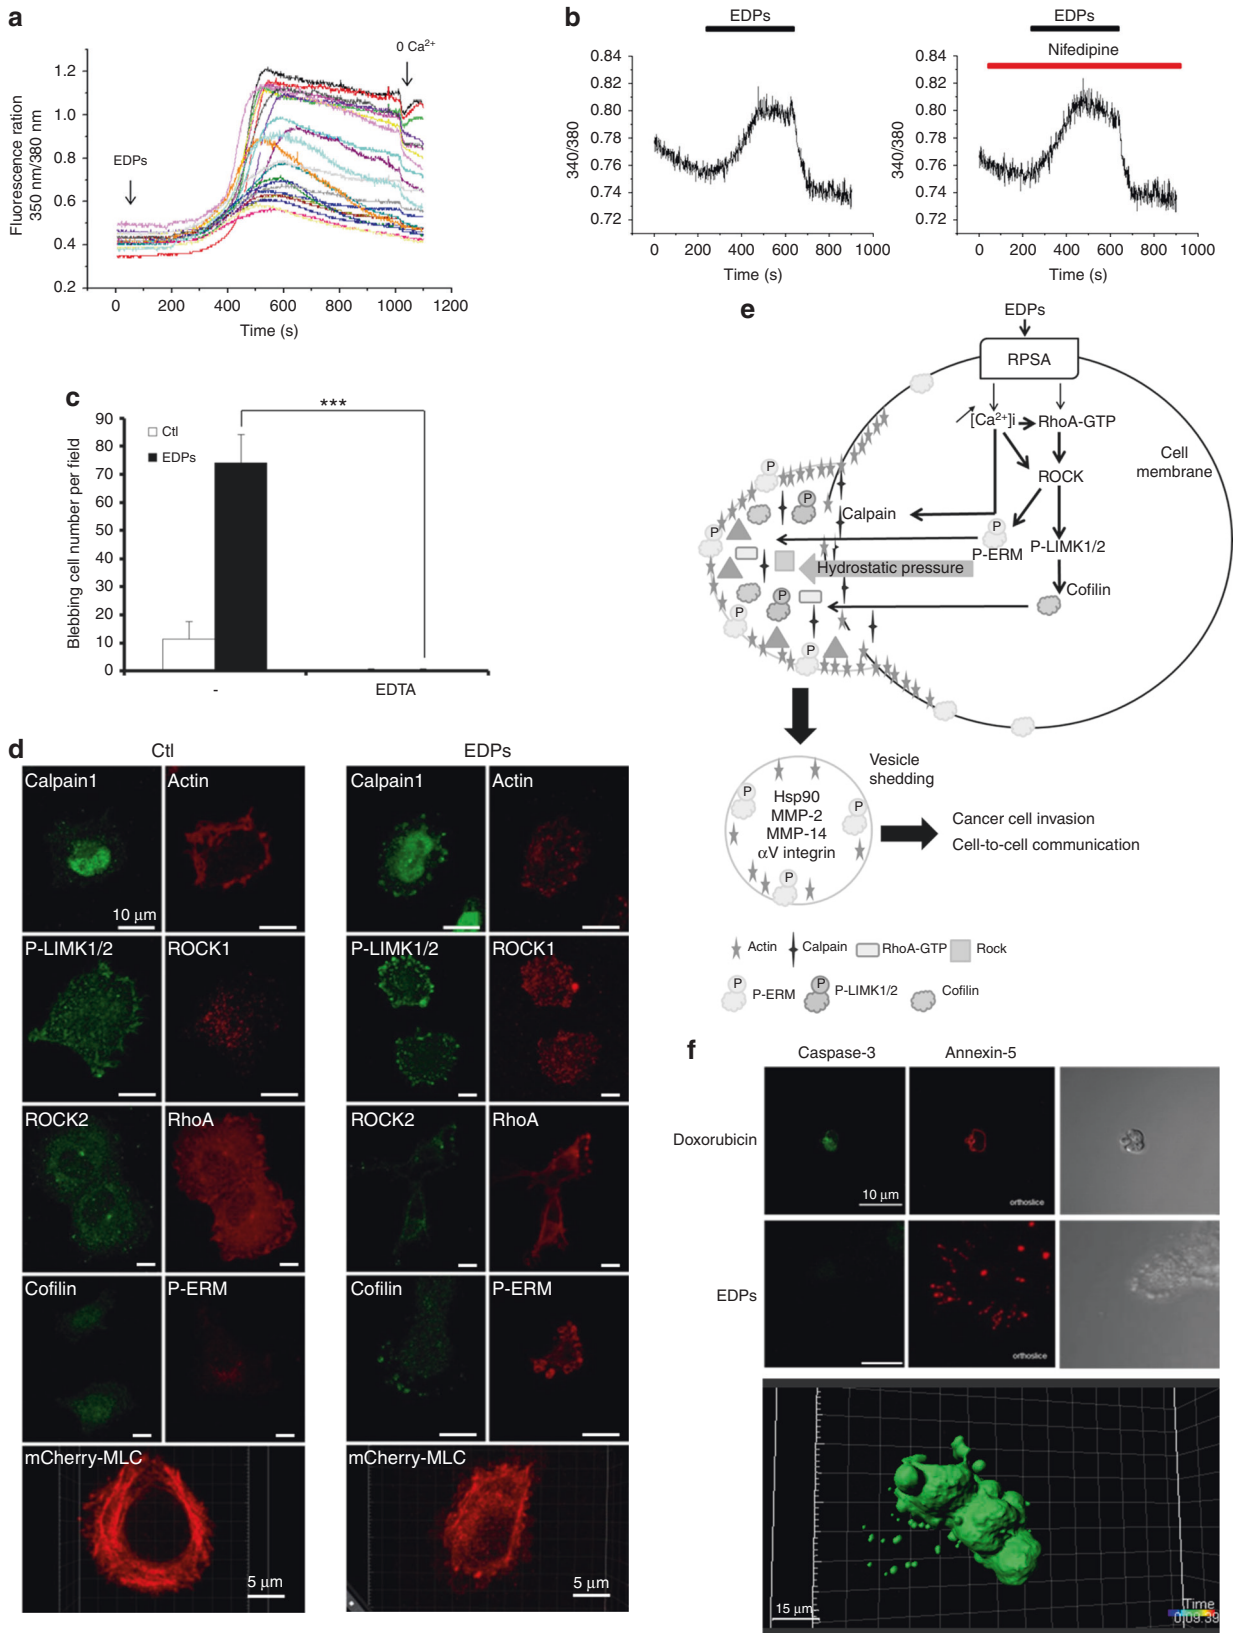 a
Fluorescence ration
350 nm/380 nm
1.2
1.0
0.8
0.6
0.4
0.2
EDPs
0 Ca²⁺
0 200 400 600 800 1000 1200
Time (s)
b
EDPs
0.84
0.82
0.80
0.78
0.76
0.74
0.72
340/380
0 200 400 600 800 1000
Time (s)
EDPs
Nifedipine
0.84
0.82
0.80
0.78
0.76
0.74
0.72
340/380
0 200 400 600 800 1000
Time (s)
c
Blebbing cell number per field
90
80
70
60
50
40
30
20
10
0
Ctl
EDPs
***
-
EDTA
d
Ctl
EDPs
Calpain1
Actin
10 µm
Calpain1
Actin
P-LIMK1/2
ROCK1
P-LIMK1/2
ROCK1
ROCK2
RhoA
ROCK2
RhoA
Cofilin
P-ERM
Cofilin
P-ERM
mCherry-MLC
5 µm
mCherry-MLC
5 µm
e
EDPs
RPSA
[Ca²⁺]i
RhoA-GTP
ROCK
Cell
membrane
Calpain
P
P-ERM
P-LIMK1/2
Hydrostatic pressure
Cofilin
P
P
P
P
P
P
Vesicle
shedding
Hsp90
MMP-2
MMP-14
αV integrin
P
P
P
Cancer cell invasion
Cell-to-cell communication
Actin
Calpain
RhoA-GTP
Rock
P
P-ERM
P
P-LIMK1/2
Cofilin
f
Caspase-3
Annexin-5
Doxorubicin
10 µm
orthoslice
EDPs
orthoslice
15 µm
Time
0:09.39